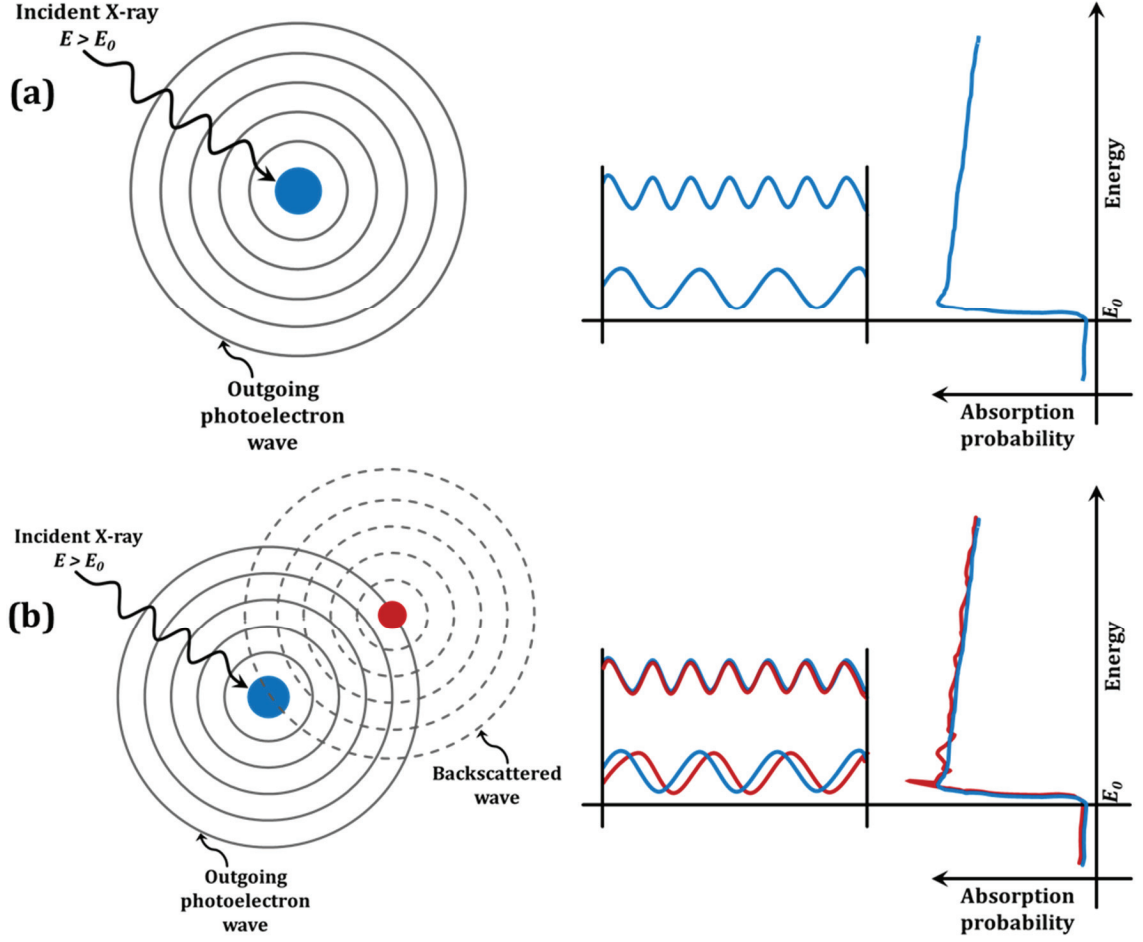 Incident X-ray
E > E0
(a)
Outgoing
photoelectron
wave
Energy
E0
Absorption
probability
Incident X-ray
E > E0
(b)
Backscattered
wave
Outgoing
photoelectron
wave
Energy
E0
Absorption
probability